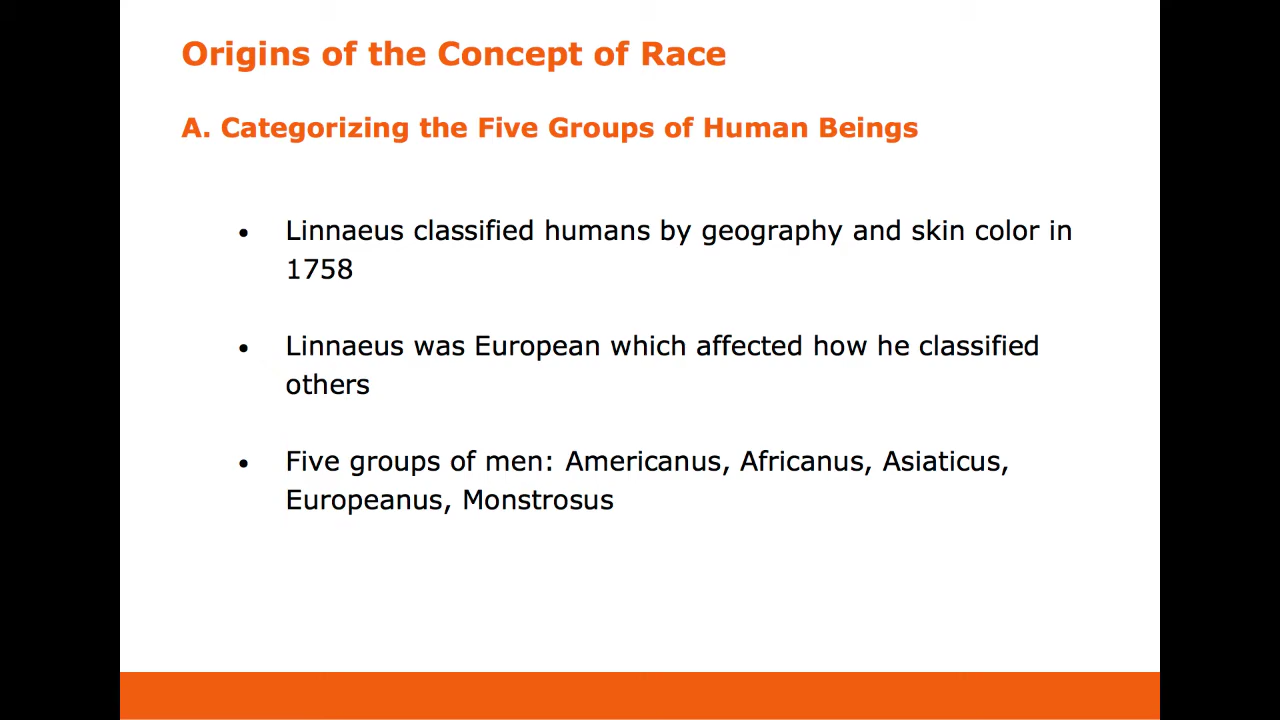 Origins of the Concept of Race
A. Categorizing the Five Groups of Human Beings
• Linnaeus classified humans by geography and skin color in
1758
• Linnaeus was European which affected how he classified
others
• Five groups of men: Americanus, Africanus, Asiaticus,
Europeanus, Monstrosus